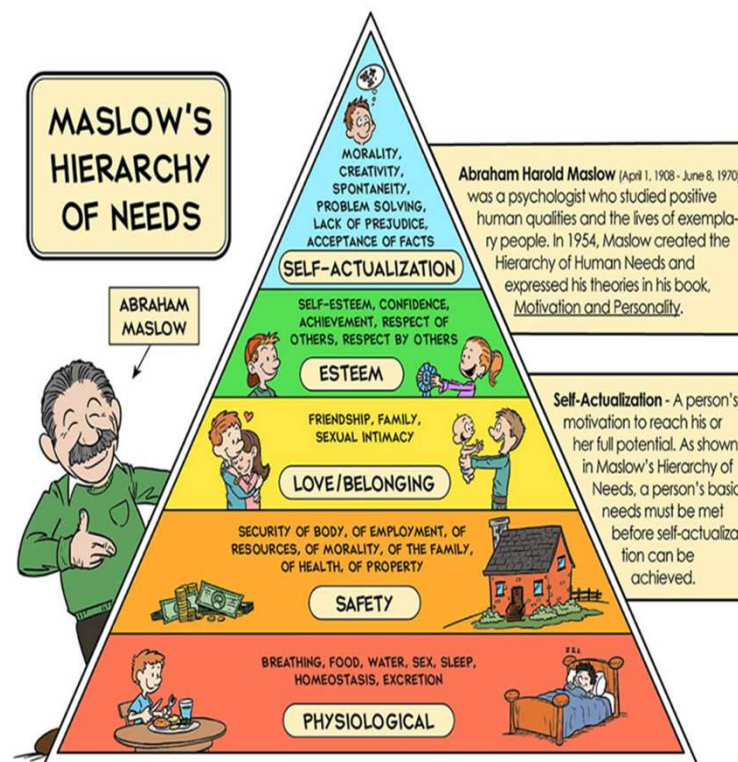 MASLOW'S
HIERARCHY
OF NEEDS
ABRAHAM
MASLOW
MORALITY,
CREATIVITY,
SPONTANEITY,
PROBLEM SOLVING,
LACK OF PREJUDICE,
ACCEPTANCE OF FACTS
SELF-ACTUALIZATION
SELF-ESTEEM, CONFIDENCE,
ACHIEVEMENT, RESPECT OF
OTHERS, RESPECT BY OTHERS
ESTEEM
FRIENDSHIP, FAMILY,
SEXUAL INTIMACY
LOVE/BELONGING
SECURITY OF BODY, OF EMPLOYMENT, OF
RESOURCES, OF MORALITY, OF THE FAMILY,
OF HEALTH, OF PROPERTY
SAFETY
BREATHING, FOOD, WATER, SEX, SLEEP,
HOMEOSTASIS, EXCRETION
PHYSIOLOGICAL
zzz
Abraham Harold Maslow (April 1, 1908 - June 8, 1970)
was a psychologist who studied positive
human qualities and the lives of exempla-
ry people. In 1954, Maslow created the
Hierarchy of Human Needs and
expressed his theories in his book,
Motivation and Personality.
Self-Actualization - A person's
motivation to reach his or
her full potential. As shown
in Maslow's Hierarchy of
Needs, a person's basic
needs must be met
before self-actualiza
tion can be
achieved.